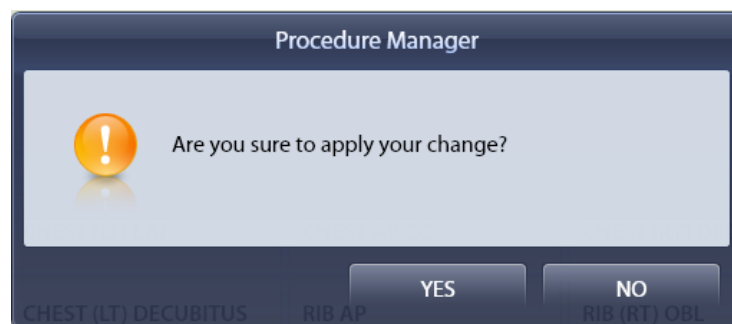 Procedure Manager
Are you sure to apply your change?
YES NO
CHEST (LT) DECUBITUS RIB AP RIB (RT) OBL